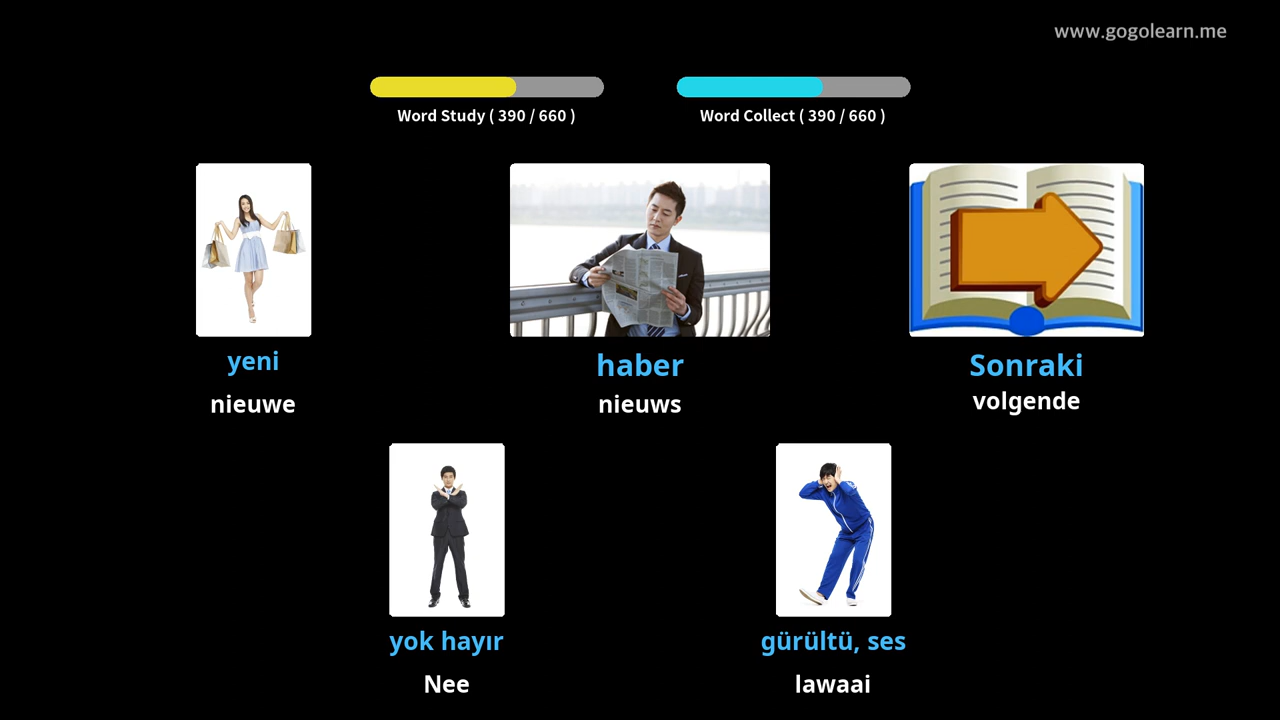 www.gogolearn.me
Word Study ( 390 / 660 )
Word Collect ( 390 / 660 )
yeni
nieuwe
haber
nieuws
Sonraki
volgende
yok hayır
Nee
gürültü, ses
lawaai